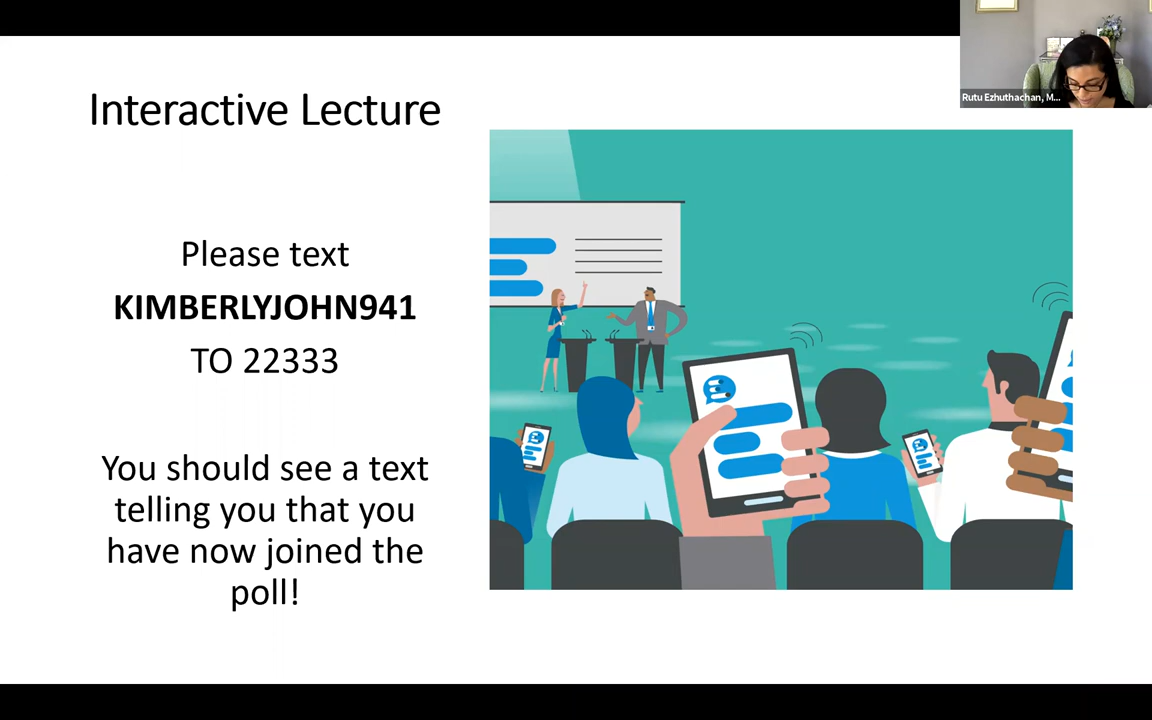 Rutu Ezhuthachan, M...
Interactive Lecture
Please text
KIMBERLYJOHN941
TO 22333
You should see a text
telling you that you
have now joined the
poll!